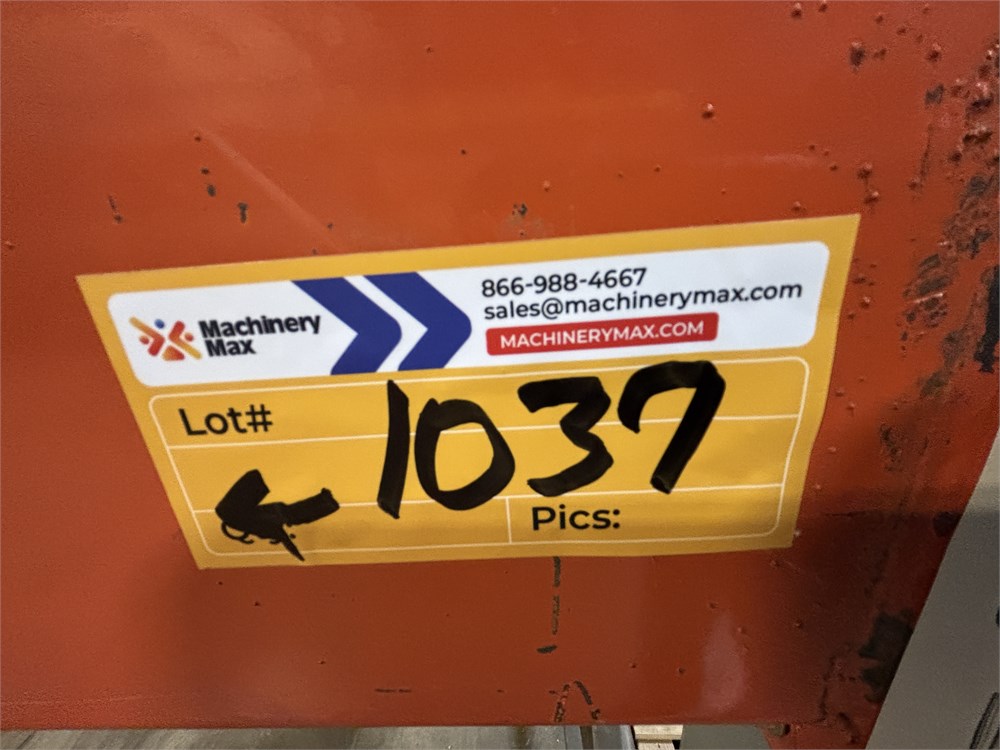 Machinery
Max
866-988-4667
sales@machinerymax.com
MACHINERYMAX.COM
Lot#
1037
Pics: